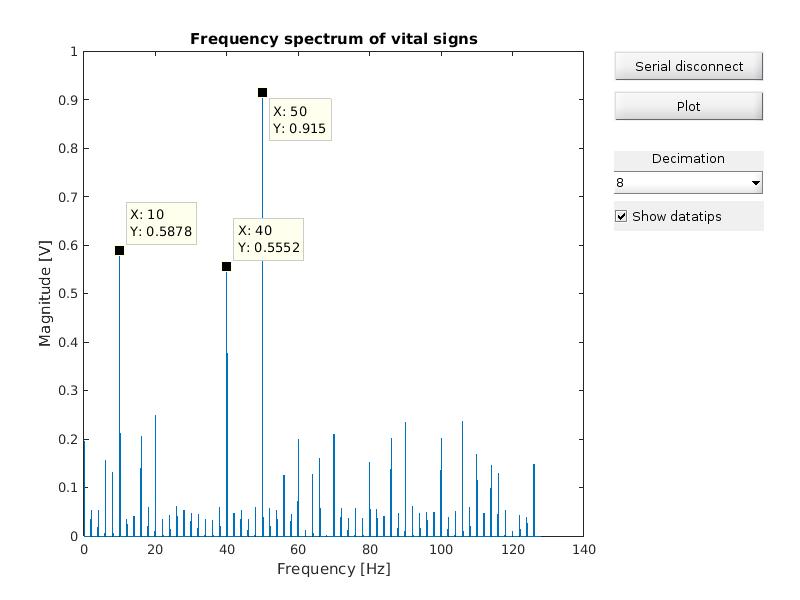 Frequency spectrum of vital signs
Serial disconnect
Plot
Decimation
8
Show datatips
X: 50
Y: 0.915
X: 10
Y: 0.5878
X: 40
Y: 0.5552
Magnitude [V]
1
0.9
0.8
0.7
0.6
0.5
0.4
0.3
0.2
0.1
0
0 20 40 60 80 100 120 140
Frequency [Hz]